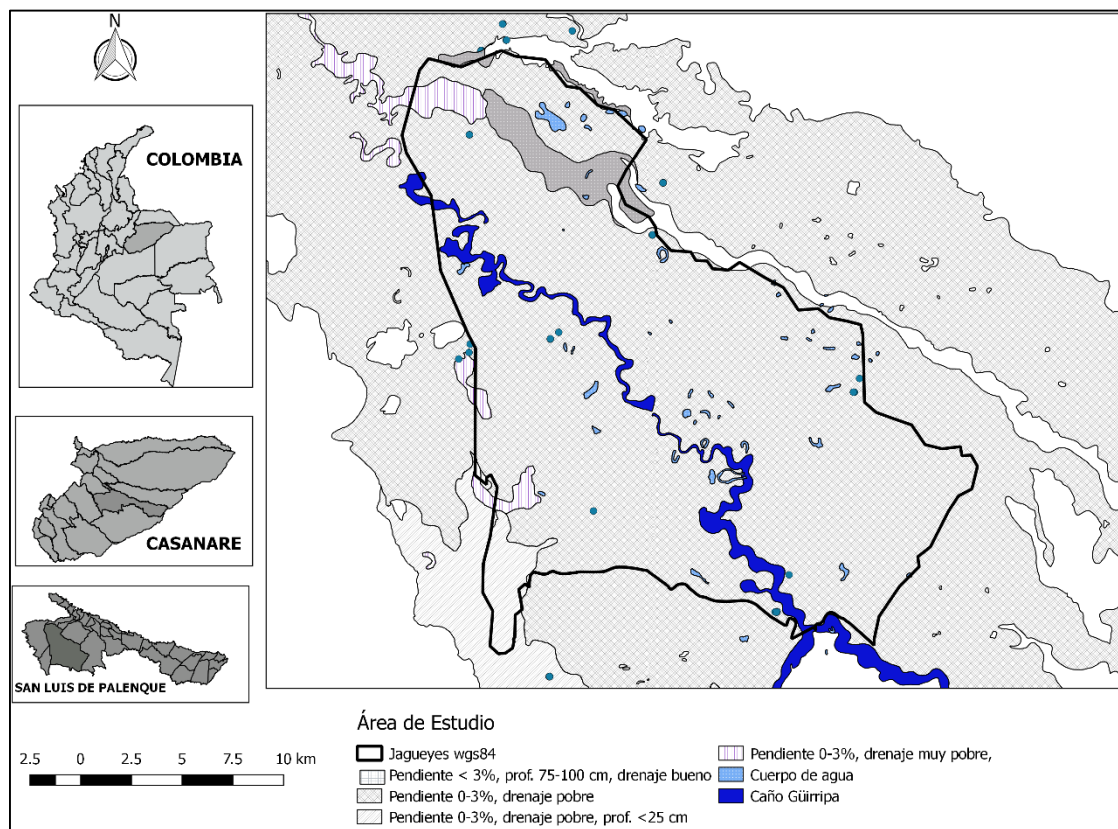 N
COLOMBIA
CASANARE
SAN LUIS DE PALENQUE
2.5 0 2.5 5 7.5 10 km
Área de Estudio
Jagueyes wgs84
Pendiente < 3%, prof. 75-100 cm, drenaje bueno
Pendiente 0-3%, drenaje pobre
Pendiente 0-3%, drenaje pobre, prof. <25 cm
Pendiente 0-3%, drenaje muy pobre,
Cuerpo de agua
Caño Güirripa